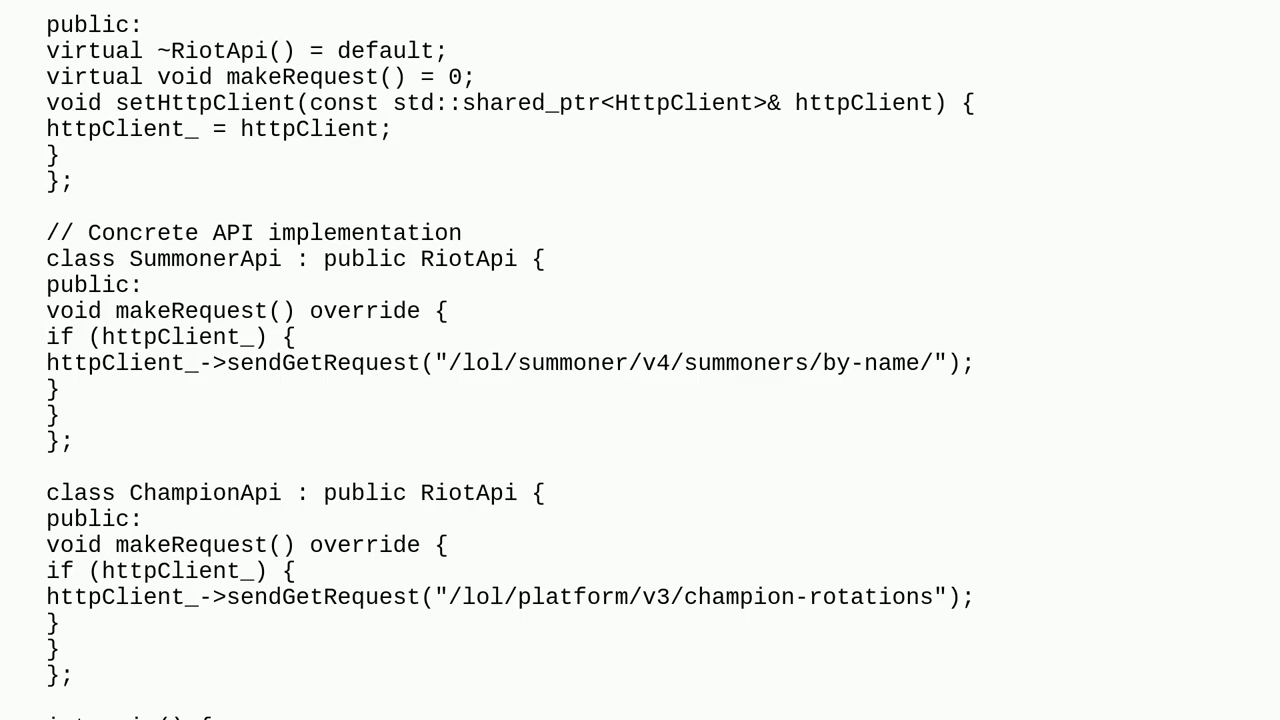 public:
virtual ~RiotApi() = default;
virtual void makeRequest() = 0;
void setHttpClient(const std::shared_ptr<HttpClient>& httpClient) {
httpClient_ = httpClient;
}
};

// Concrete API implementation
class SummonerApi : public RiotApi {
public:
void makeRequest() override {
if (httpClient_) {
httpClient_->sendGetRequest("/lol/summoner/v4/summoners/by-name/");
}
}
};

class ChampionApi : public RiotApi {
public:
void makeRequest() override {
if (httpClient_) {
httpClient_->sendGetRequest("/lol/platform/v3/champion-rotations");
}
}
};